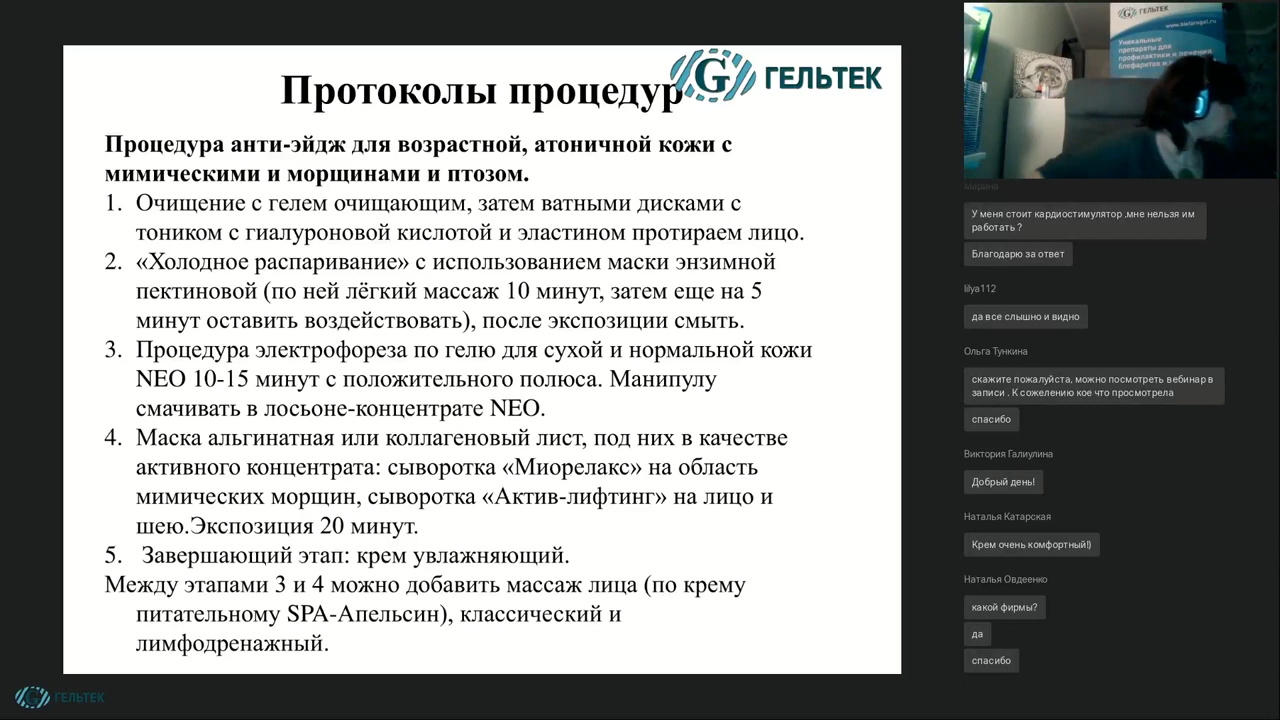 Протоколы процедур
ГЕЛЬТЕК
Процедура анти-эйдж для возрастной, атоничной кожи с
мимическими и морщинами и птозом.
1. Очищение с гелем очищающим, затем ватными дисками с
тоником с гиалуроновой кислотой и эластином протираем лицо.
2. «Холодное распаривание» с использованием маски энзимной
пектиновой (по ней лёгкий массаж 10 минут, затем еще на 5
минут оставить воздействовать), после экспозиции смыть.
3. Процедура электрофореза по гелю для сухой и нормальной кожи
NEO 10-15 минут с положительного полюса. Манипулу
смачивать в лосьоне-концентрате NEO.
4. Маска альгинатная или коллагеновый лист, под них в качестве
активного концентрата: сыворотка «Миорелакс» на область
мимических морщин, сыворотка «Актив-лифтинг» на лицо и
шею.Экспозиция 20 минут.
5. Завершающий этап: крем увлажняющий.
Между этапами 3 и 4 можно добавить массаж лица (по крему
питательному SPA-Апельсин), классический и
лимфодренажный.
ГЕЛЬТЕК
ГЕЛЬТЕК
Уникальные
препараты для
профилактики и лечения
Марина
У меня стоит кардиостимулятор .мне нельзя им
работать ?
Благодарю за ответ
lilya112
да все слышно и видно
Ольга Тункина
скажите пожалуйста, можно посмотреть вебинар в
записи . К сожелению кое что просмотрела
спасибо
Виктория Галиулина
Добрый день!
Наталья Катарская
Крем очень комфортный!)
Наталья Овдеенко
какой фирмы?
да
спасибо